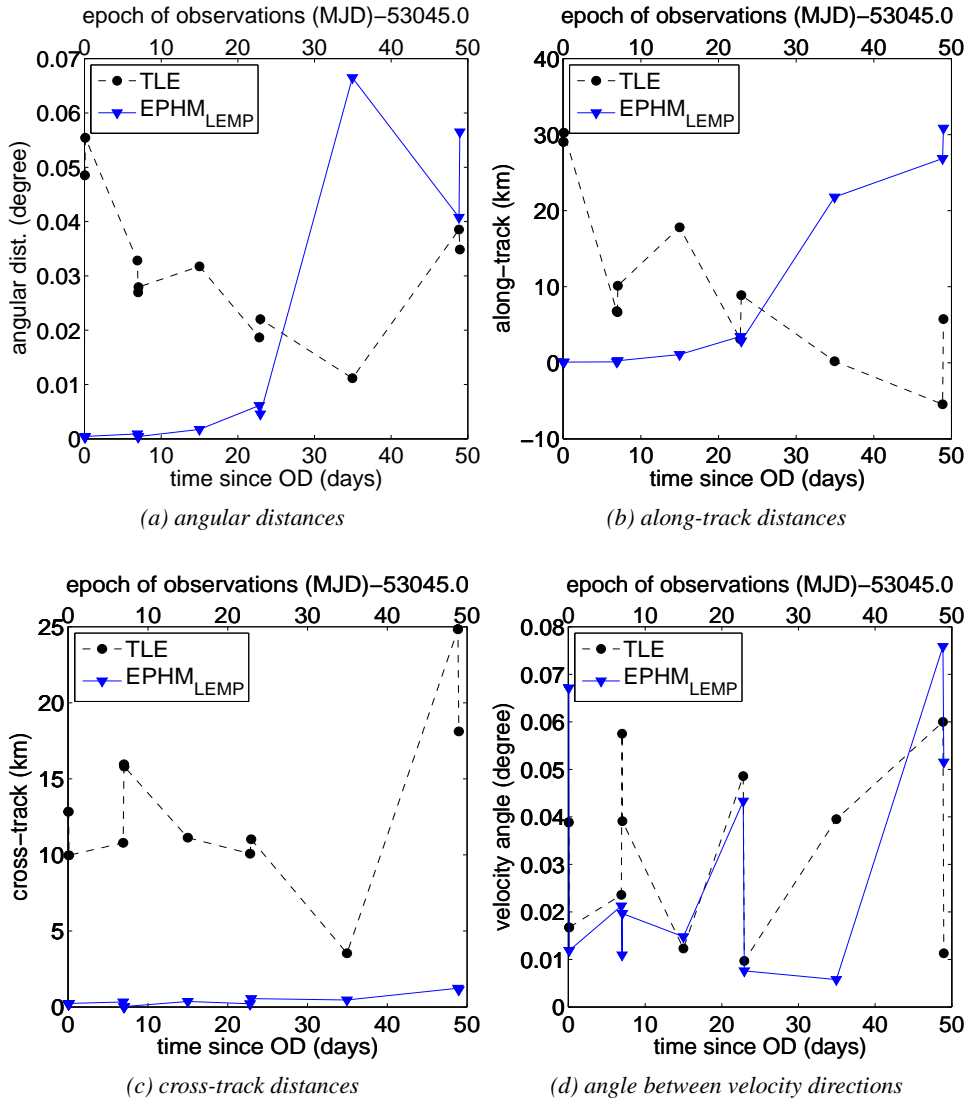 epoch of observations (MDJ)−53045.0
0 10 20 30 40 50
0.07
0.06
0.05
0.04
0.03
0.02
0.01
0
angular dist. (degree)
TLE
EPHM_LEMP
0 10 20 30 40 50
time since OD (days)
(a) angular distances
epoch of observations (MJD)−53045.0
0 10 20 30 40 50
40
30
20
10
0
−10
along−track (km)
TLE
EPHM_LEMP
0 10 20 30 40 50
time since OD (days)
(b) along-track distances
epoch of observations (MJD)−53045.0
0 10 20 30 40 50
25
20
15
10
5
0
cross−track (km)
TLE
EPHM_LEMP
0 10 20 30 40 50
time since OD (days)
(c) cross-track distances
epoch of observations (MJD)−53045.0
0 10 20 30 40 50
0.08
0.07
0.06
0.05
0.04
0.03
0.02
0.01
0
velocity angle (degree)
TLE
EPHM_LEMP
0 10 20 30 40 50
time since OD (days)
(d) angle between velocity directions